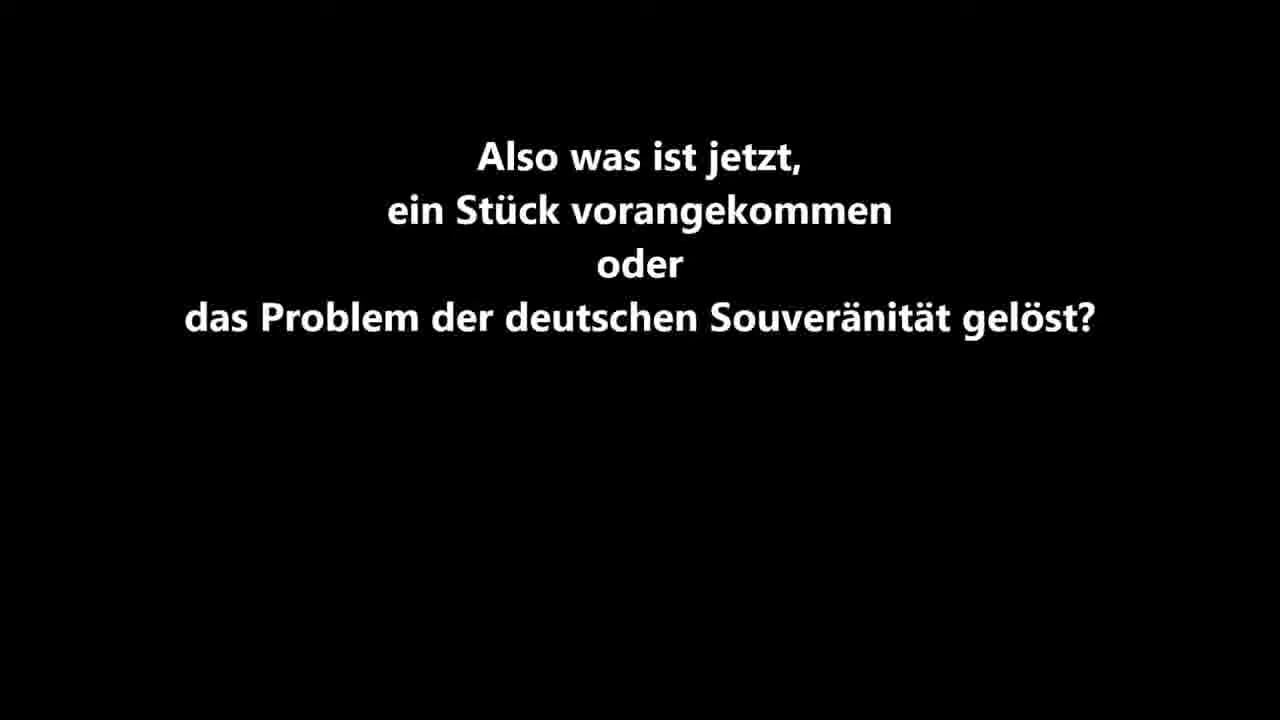 Also was ist jetzt,
ein Stück vorangekommen
oder
das Problem der deutschen Souveränität gelöst?